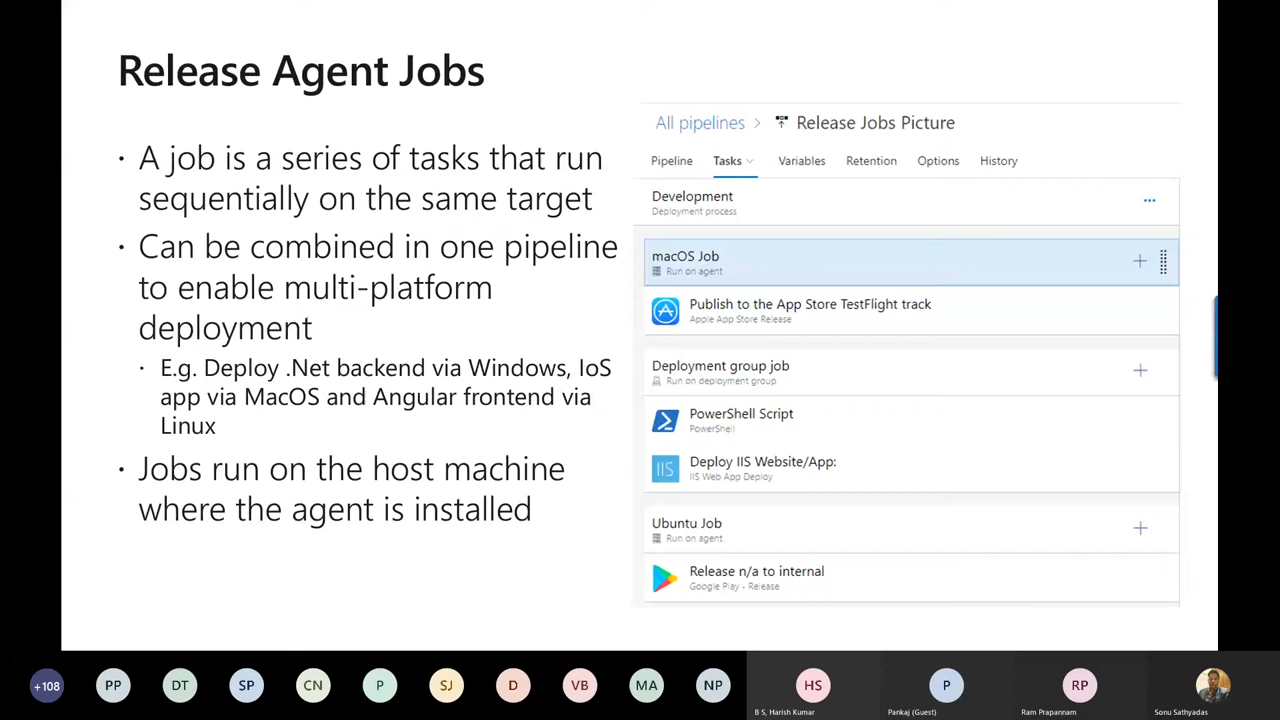 Release Agent Jobs
· A job is a series of tasks that run
sequentially on the same target
· Can be combined in one pipeline
to enable multi-platform
deployment
· E.g. Deploy .Net backend via Windows, IoS
app via MacOS and Angular frontend via
Linux
· Jobs run on the host machine
where the agent is installed
All pipelines > Release Jobs Picture
Pipeline Tasks Variables Retention Options History
Development
Deployment process
macOS Job
Run on agent
Publish to the App Store TestFlight track
Apple App Store Release
Deployment group job
Run on deployment group
PowerShell Script
PowerShell
Deploy IIS Website/App:
IIS
IIS Web App Deploy
Ubuntu Job
Run on agent
Release n/a to internal
Google Play - Release
+108 PP DT SP CN P SJ D VB MA NP HS P RP
B S, Harish Kumar Pankaj (Guest) Ram Prapannam Sonu Sathyadas